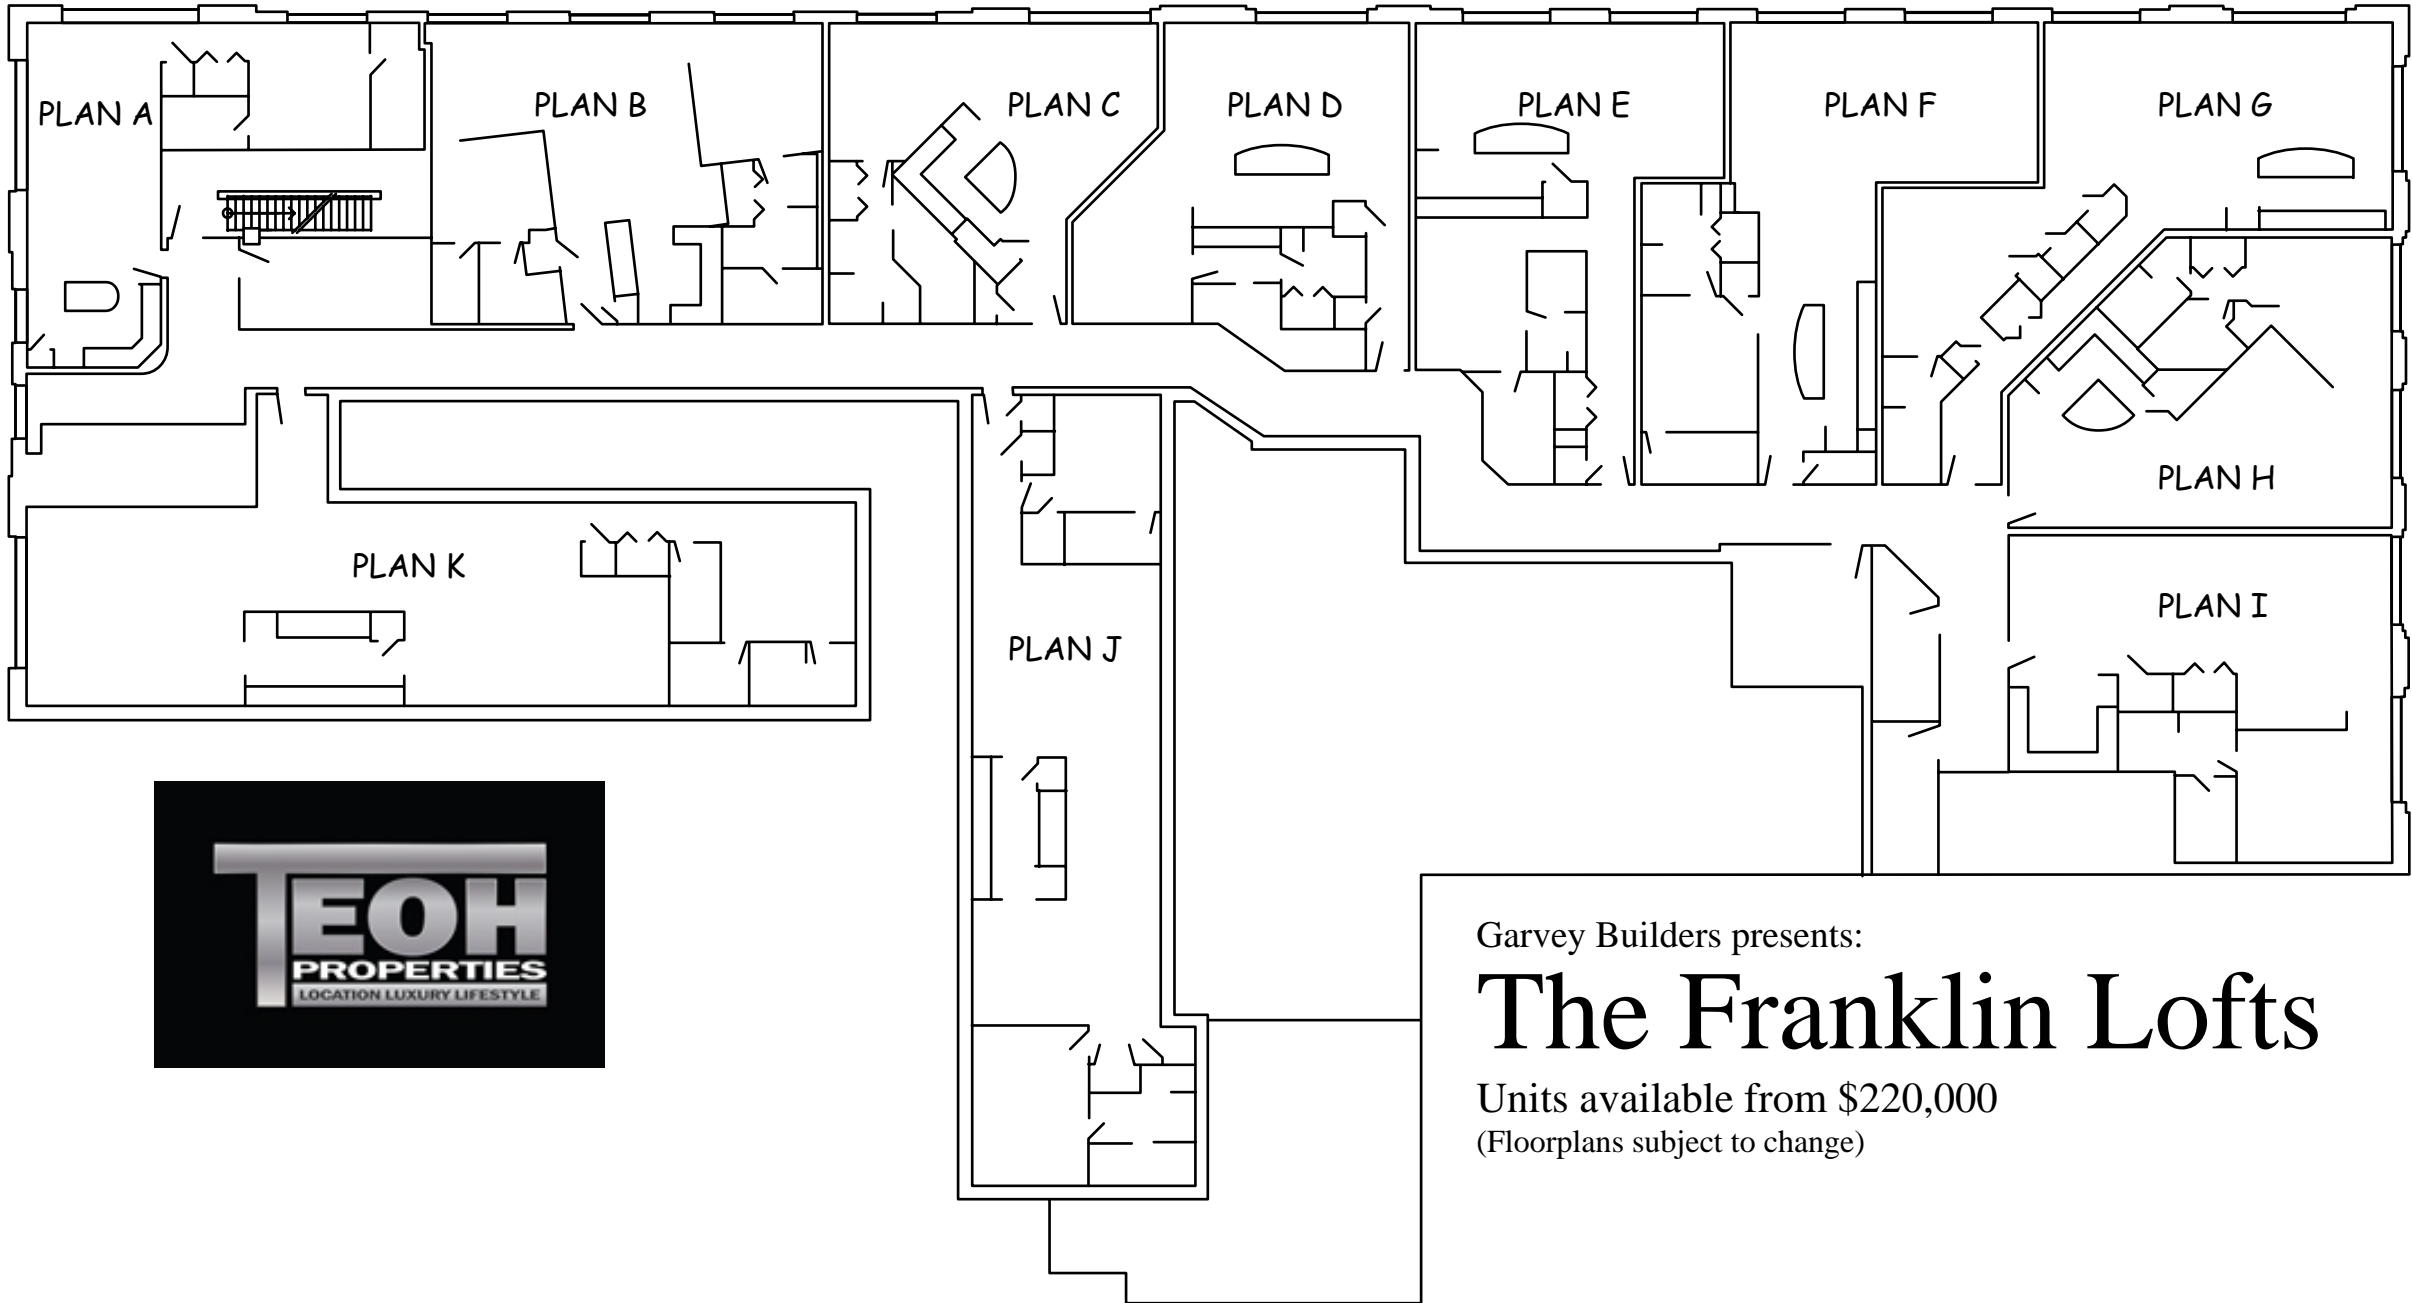 PLAN A
PLAN B
PLAN C
PLAN D
PLAN E
PLAN F
PLAN G
PLAN H
PLAN K
PLAN I
PLAN J
TEOH
PROPERTIES
LOCATION LUXURY LIFESTYLE
Garvey Builders presents:
The Franklin Lofts
Units available from $220,000
(Floorplans subject to change)